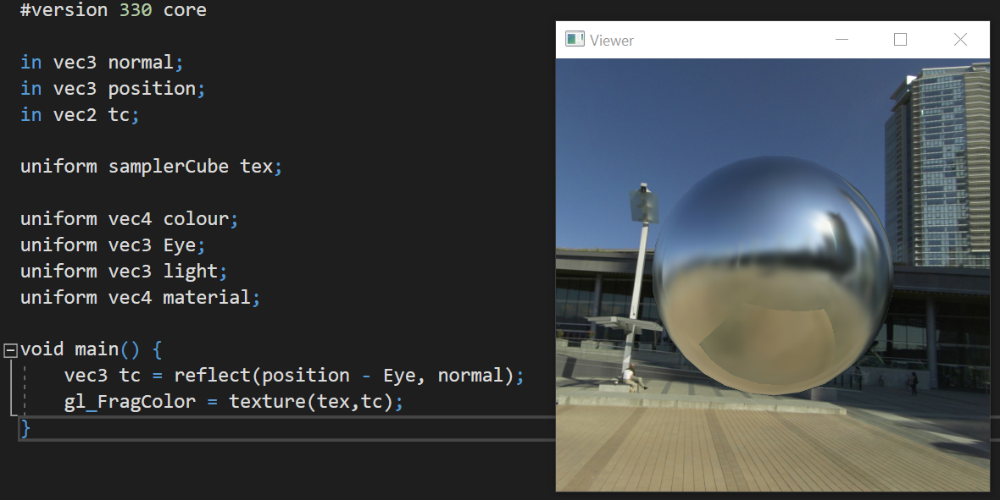 #version 330 core
in vec3 normal;
in vec3 position;
in vec2 tc;
uniform samplerCube tex;
uniform vec4 colour;
uniform vec3 Eye;
uniform vec3 light;
uniform vec4 material;
void main() {
vec3 tc = reflect(position - Eye, normal);
gl_FragColor = texture(tex,tc);
}
Viewer